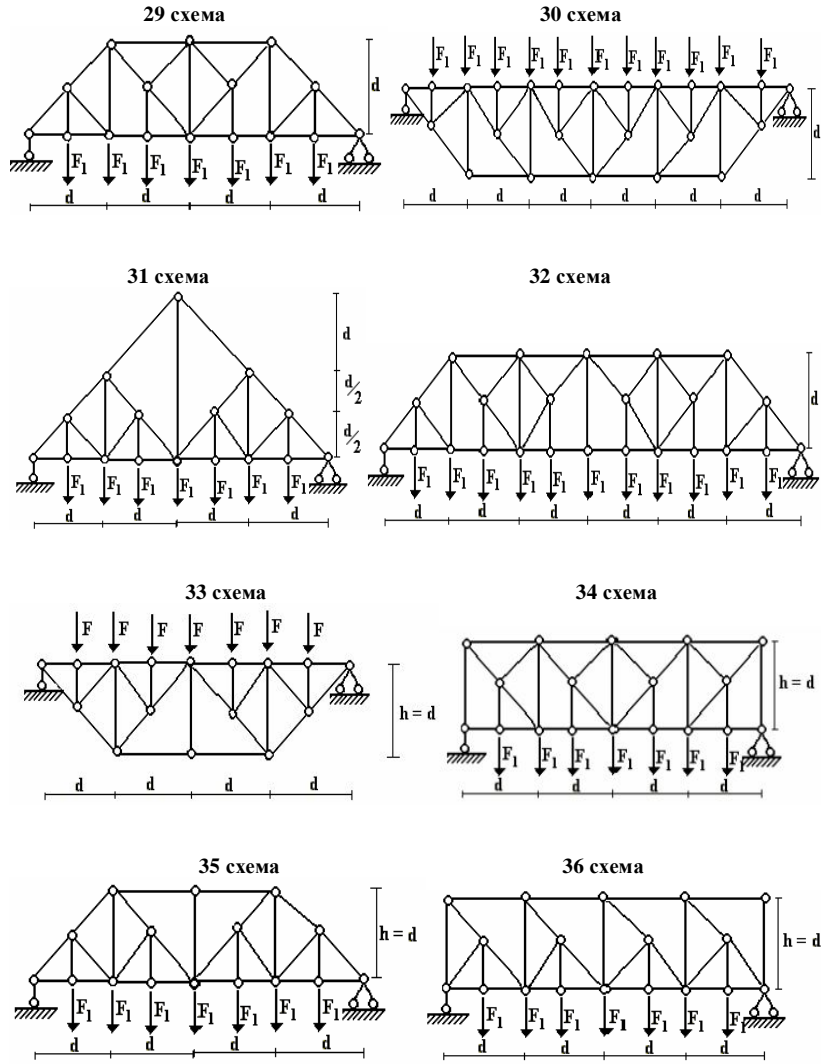 29 схема 30 схема
F₁ F₁ F₁ F₁ F₁ F₁ F₁ F₁ F₁ F₁ F₁
d
d
F₁ F₁ F₁ F₁ F₁ F₁ F₁
d d d d
d d d d d d
31 схема 32 схема
d
d/2
d/2
d
F₁ F₁ F₁ F₁ F₁ F₁ F₁
F₁ F₁ F₁ F₁ F₁ F₁ F₁ F₁ F₁ F₁ F₁
d d d d
d d d d d d
33 схема 34 схема
F F F F F F F
h = d
h = d
F₁ F₁ F₁ F₁ F₁ F₁ F₁
d d d d
d d d d
35 схема 36 схема
h = d
h = d
F₁ F₁ F₁ F₁ F₁ F₁ F₁
F₁ F₁ F₁ F₁ F₁ F₁ F₁
d d d d
d d d d